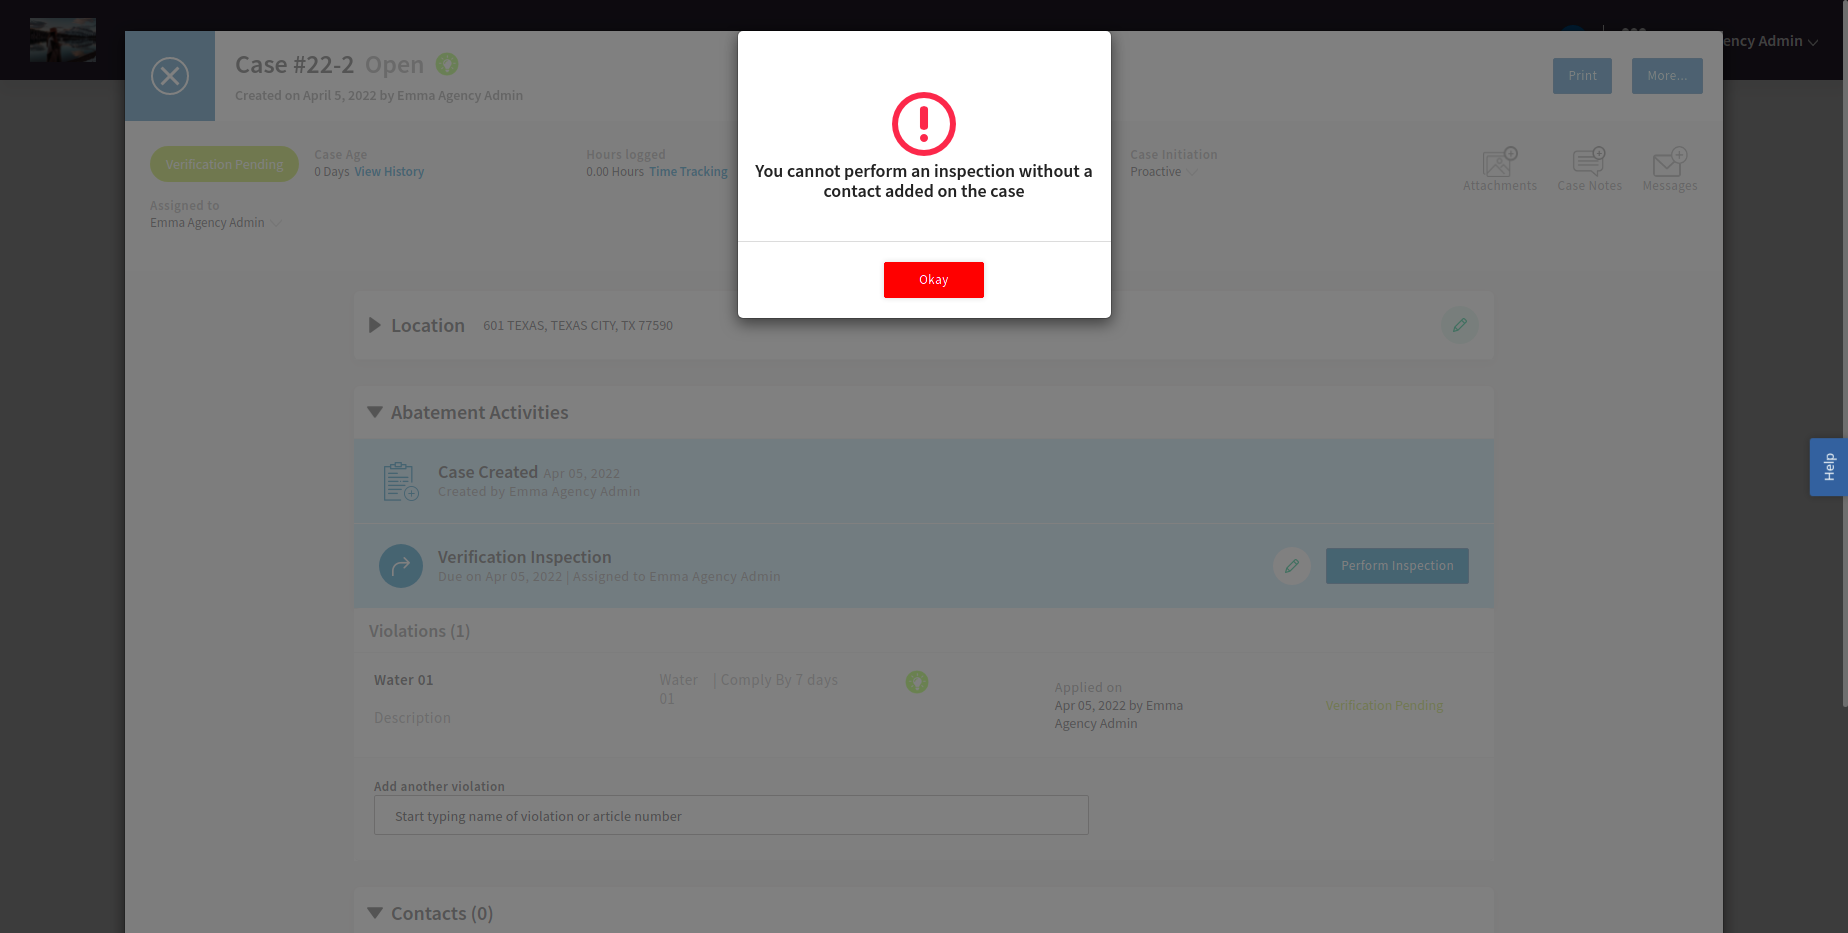 ency Admin
Case #22-2 Open
Created on April 5, 2022 by Emma Agency Admin
Print
More...
You cannot perform an inspection without a
contact added on the case
Okay
Verification Pending
Case Age
0 Days View History
Hours logged
0.00 Hours Time Tracking
Case Initiation
Proactive
Attachments
Case Notes
Messages
Assigned to
Emma Agency Admin
Location 601 TEXAS, TEXAS CITY, TX 77590
Abatement Activities
Case Created Apr 05, 2022
Created by Emma Agency Admin
Verification Inspection
Due on Apr 05, 2022 | Assigned to Emma Agency Admin
Perform Inspection
Help
Violations (1)
Water 01
Description
Water
01
| Comply By 7 days
Applied on
Apr 05, 2022 by Emma
Agency Admin
Verification Pending
Add another violation
Start typing name of violation or article number
Contacts (0)